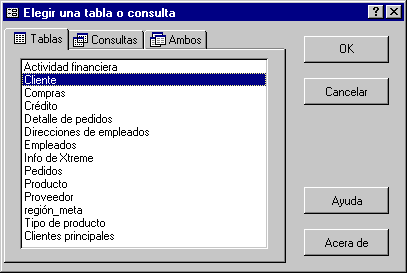 Elegir una tabla o consulta
Tablas
Consultas
Ambos
Actividad financiera
Cliente
Compras
Crédito
Detalle de pedidos
Direcciones de empleados
Empleados
Info de Xtreme
Pedidos
Producto
Proveedor
región_meta
Tipo de producto
Clientes principales
OK
Cancelar
Ayuda
Acera de